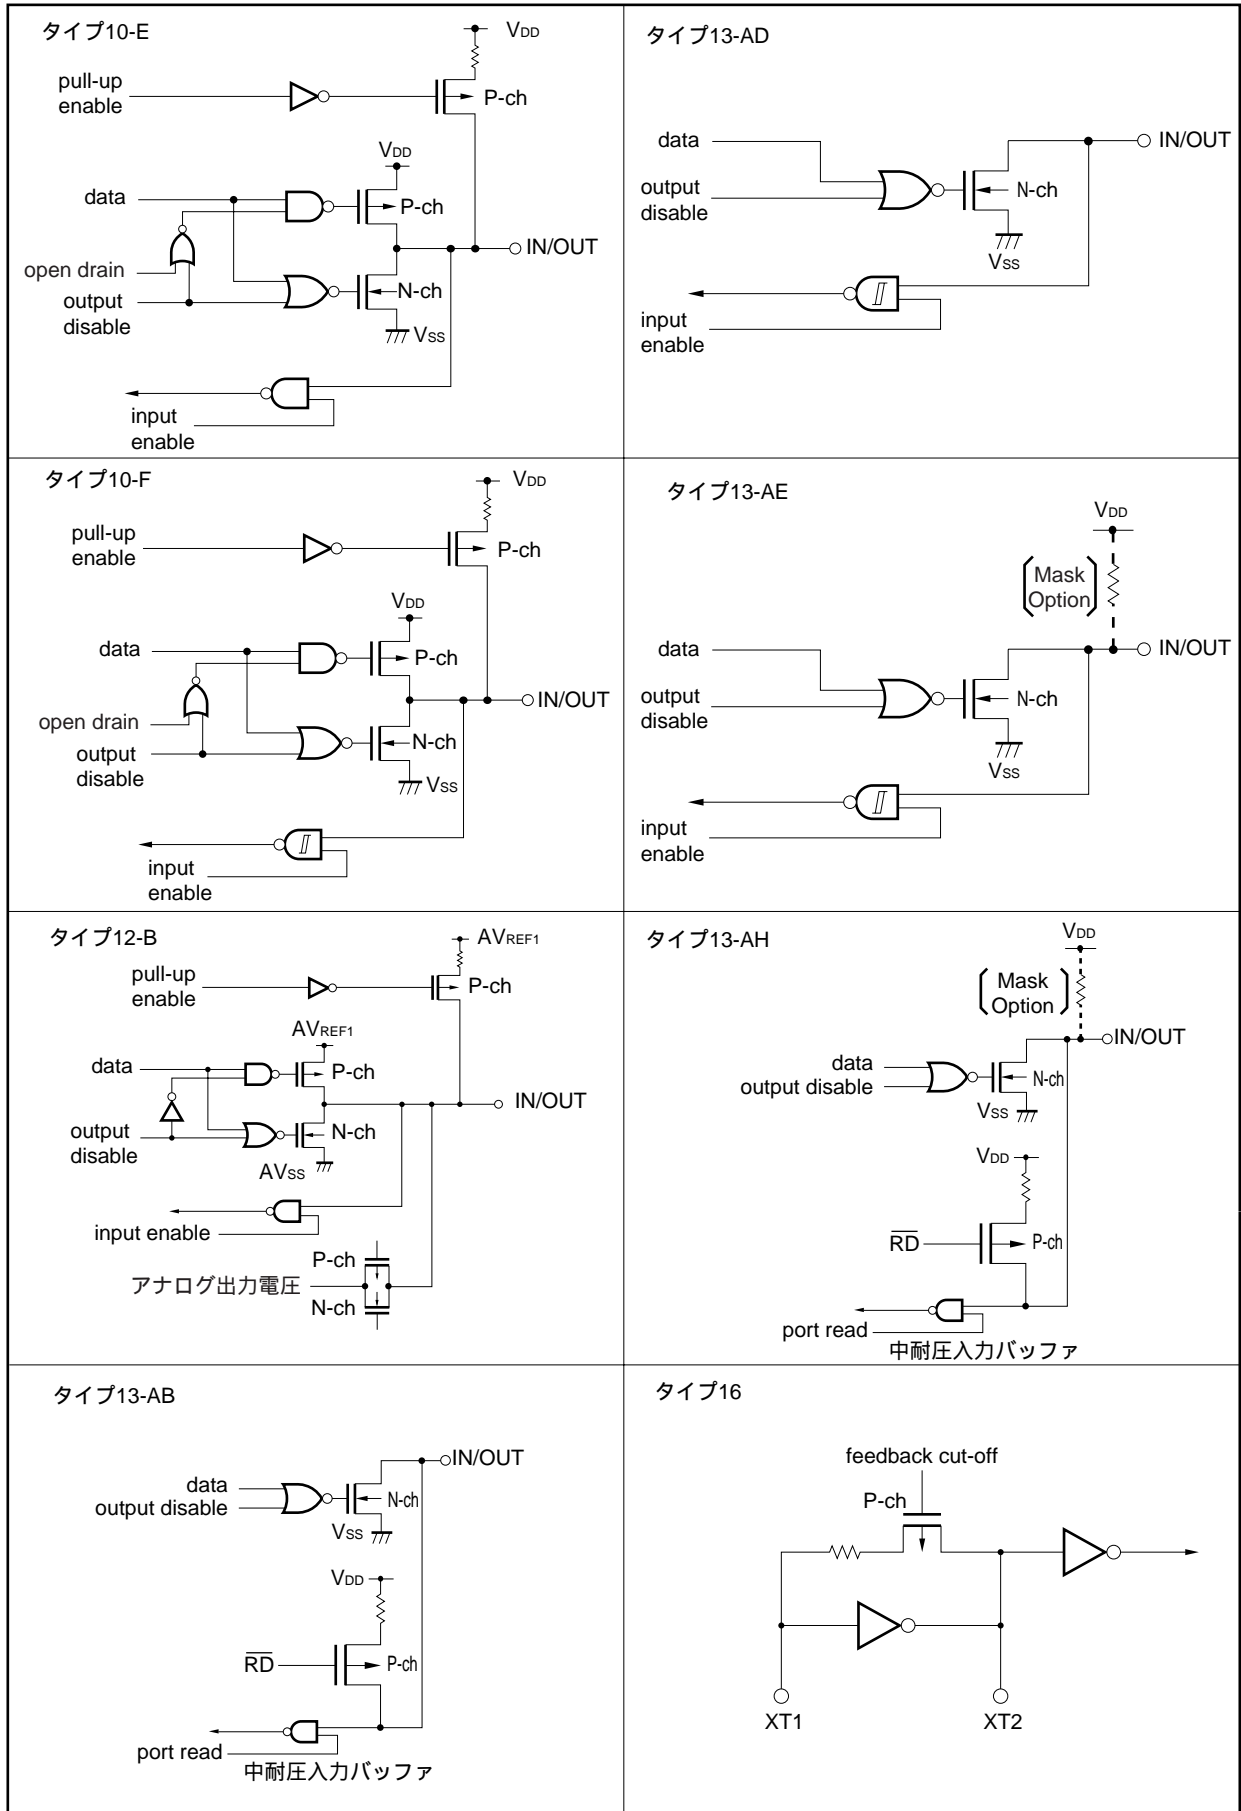 タイプ10-E
VDD
pull-up
enable
P-ch
VDD
data
P-ch
IN/OUT
open drain
N-ch
output
disable
VSS
input
enable
タイプ13-AD
data
IN/OUT
output
disable
N-ch
VSS
input
enable
タイプ10-F
VDD
pull-up
enable
P-ch
VDD
data
P-ch
IN/OUT
open drain
N-ch
output
disable
VSS
input
enable
タイプ13-AE
VDD
Mask
Option
data
IN/OUT
output
disable
N-ch
VSS
input
enable
タイプ12-B
AVREF1
pull-up
enable
P-ch
AVREF1
data
P-ch
IN/OUT
output
disable
N-ch
AVSS
input enable
P-ch
アナログ出力電圧
N-ch
タイプ13-AH
VDD
Mask
Option
IN/OUT
data
output disable
N-ch
VSS
VDD
RD
P-ch
port read
中耐圧入力バッファ
タイプ13-AB
IN/OUT
data
output disable
N-ch
VSS
VDD
RD
P-ch
port read
中耐圧入力バッファ
タイプ16
feedback cut-off
P-ch
XT1
XT2